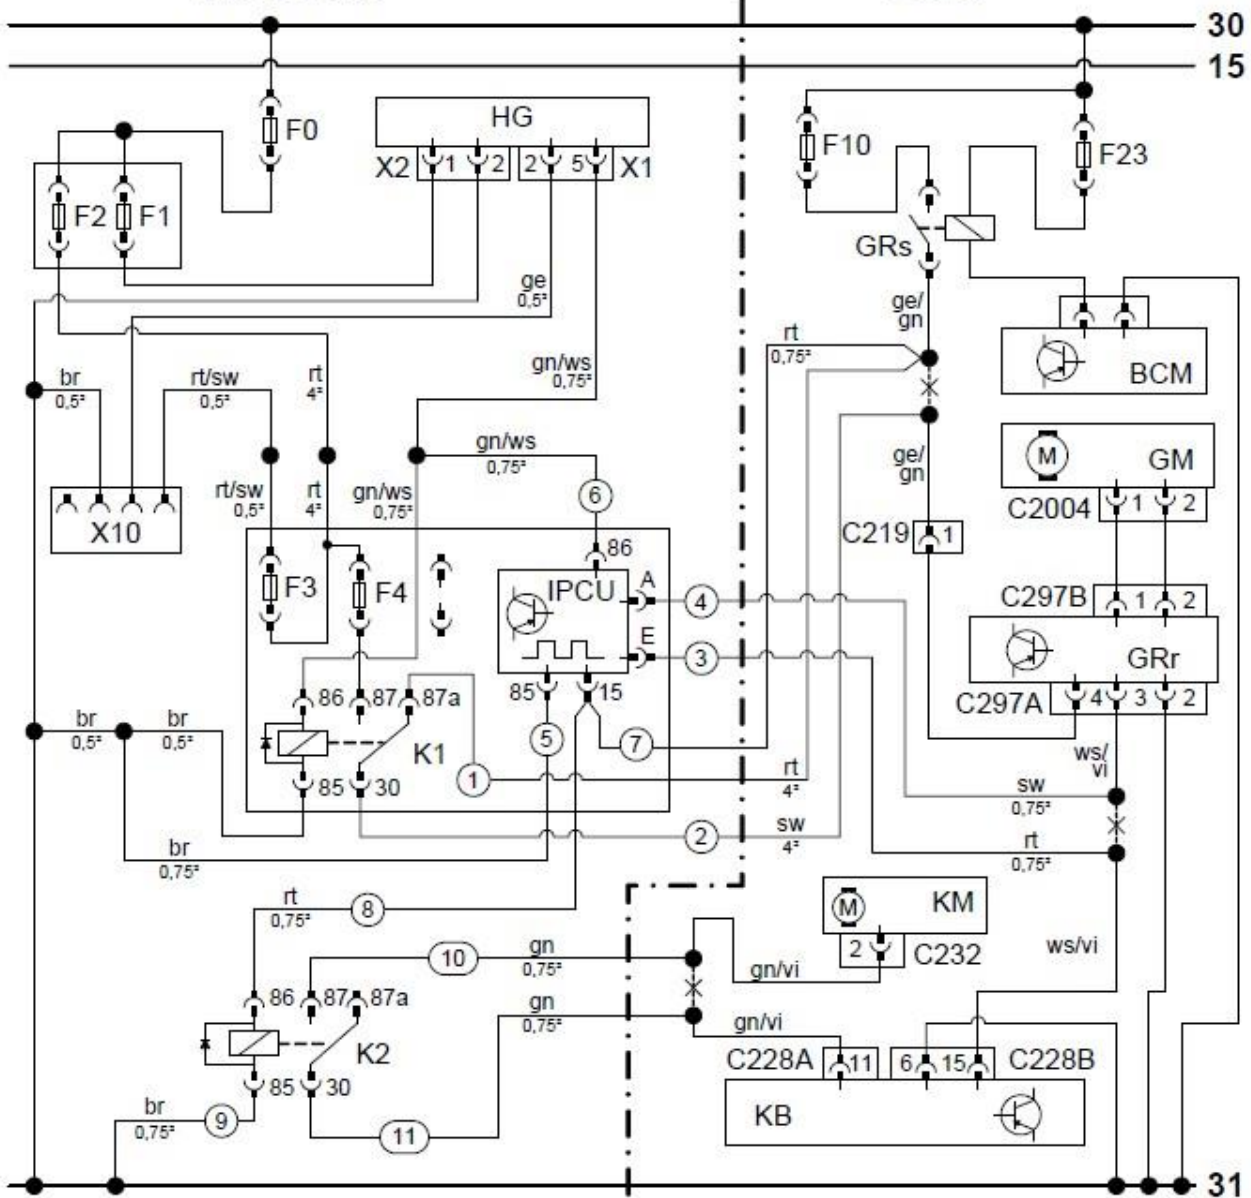 30
15
F0
HG
X2
1
2
2
5
X1
F10
F23
F2
F1
GRs
ge
0,5²
ge/
gn
rt
0,75²
gn/ws
0,75²
BCM
br
0,5²
rt/sw
0,5²
rt
4²
gn/ws
0,75²
M
GM
ge/
gn
rt/sw
0,5²
rt
4²
gn/ws
0,75²
6
C2004
1
2
X10
C219
1
86
F3
F4
IPCU
A
4
C297B
1
2
E
3
GRr
85
15
86
87
87a
C297A
4
3
2
br
0,5²
br
0,5²
K1
5
7
ws/
vi
85
30
1
rt
4²
sw
0,75²
2
sw
4²
br
0,75²
rt
0,75²
rt
0,75²
8
M
KM
10
gn
0,75²
2
C232
ws/vi
gn/vi
86
87
87a
gn
0,75²
gn/vi
K2
C228A
11
6
15
C228B
85
30
br
0,75²
9
11
KB
31